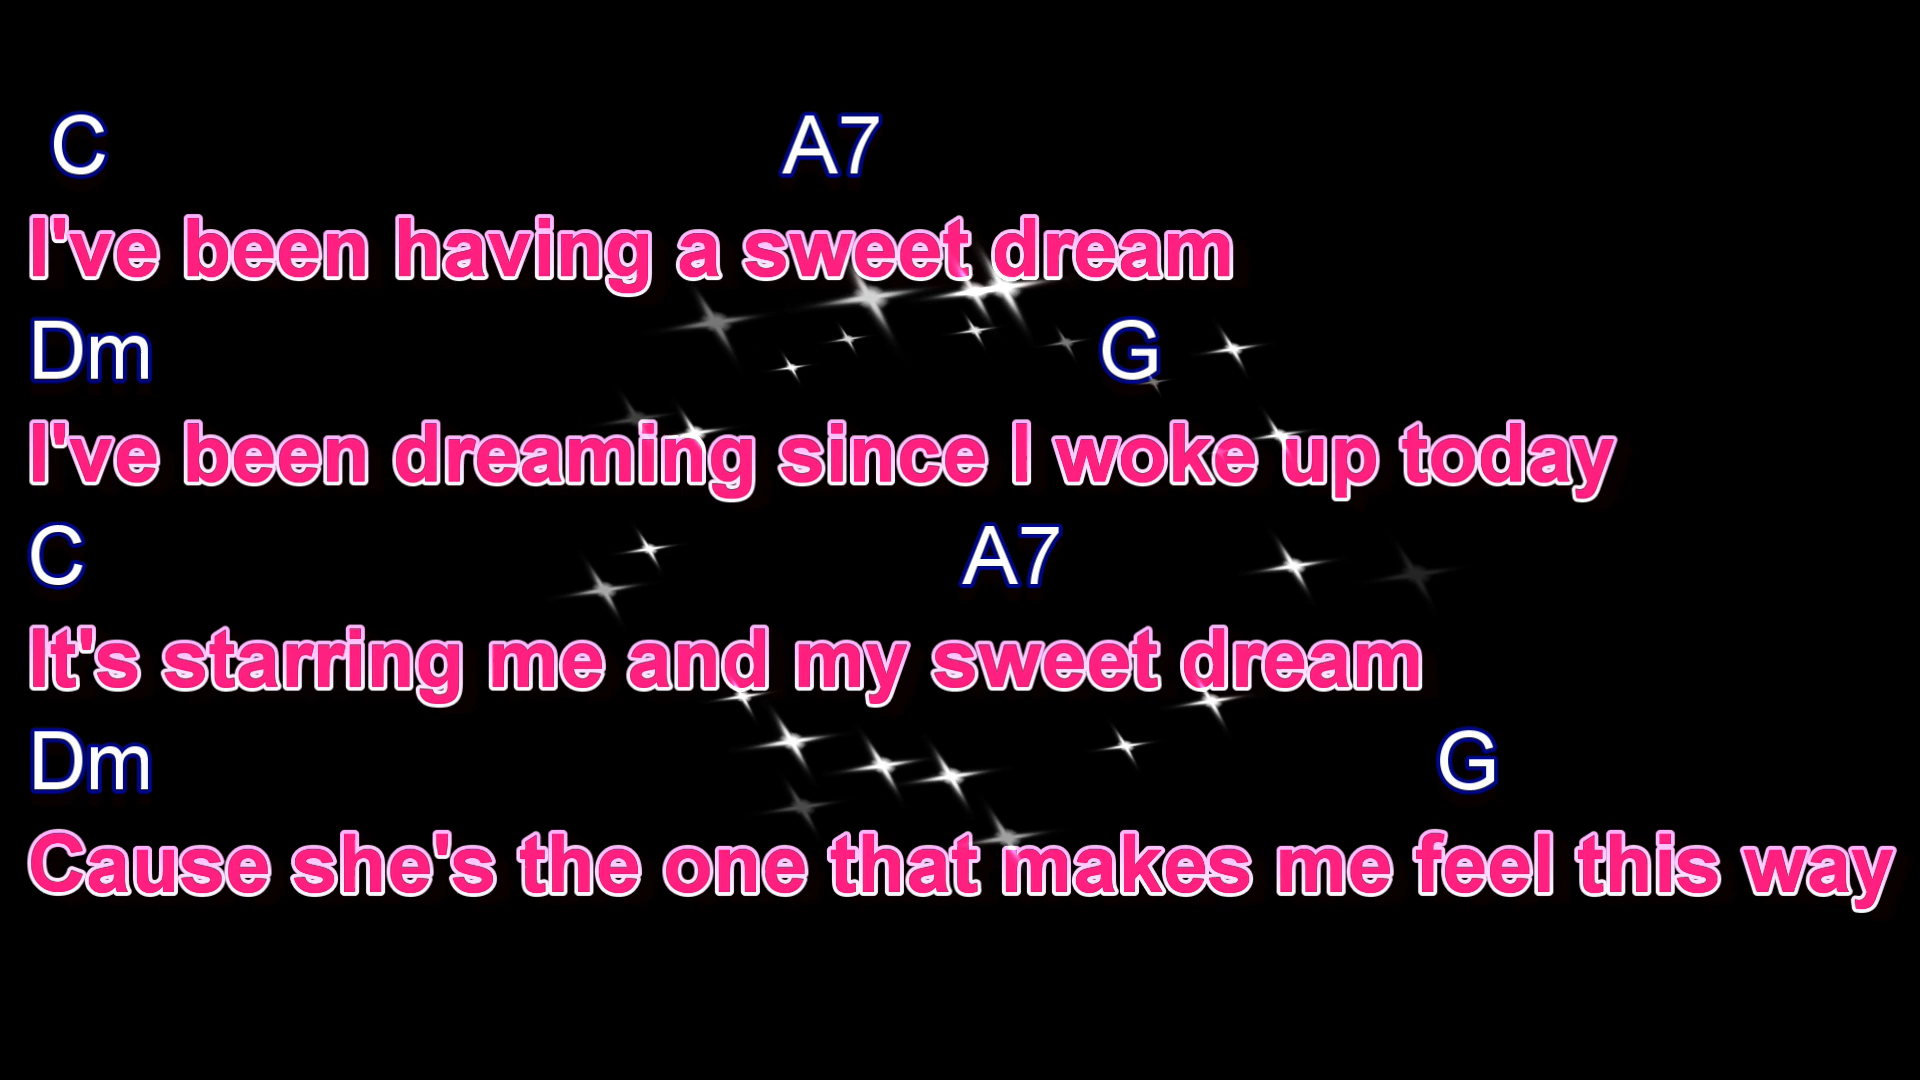 C A7
I've been having a sweet dream
Dm G
I've been dreaming since I woke up today
C A7
It's starring me and my sweet dream
Dm G
Cause she's the one that makes me feel this way